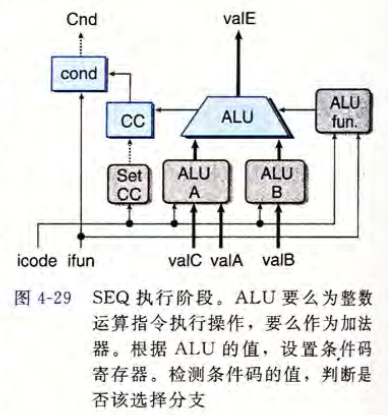 Cnd
valE
cond
CC
ALU
ALU
fun.
Set
CC
ALU
A
ALU
B
icode ifun valC valA valB
图 4-29 SEQ 执行阶段。ALU 要么为整数
运算指令执行操作，要么作为加法
器。根据 ALU 的值，设置条件码
寄存器。检测条件码的值，判断是
否该选择分支